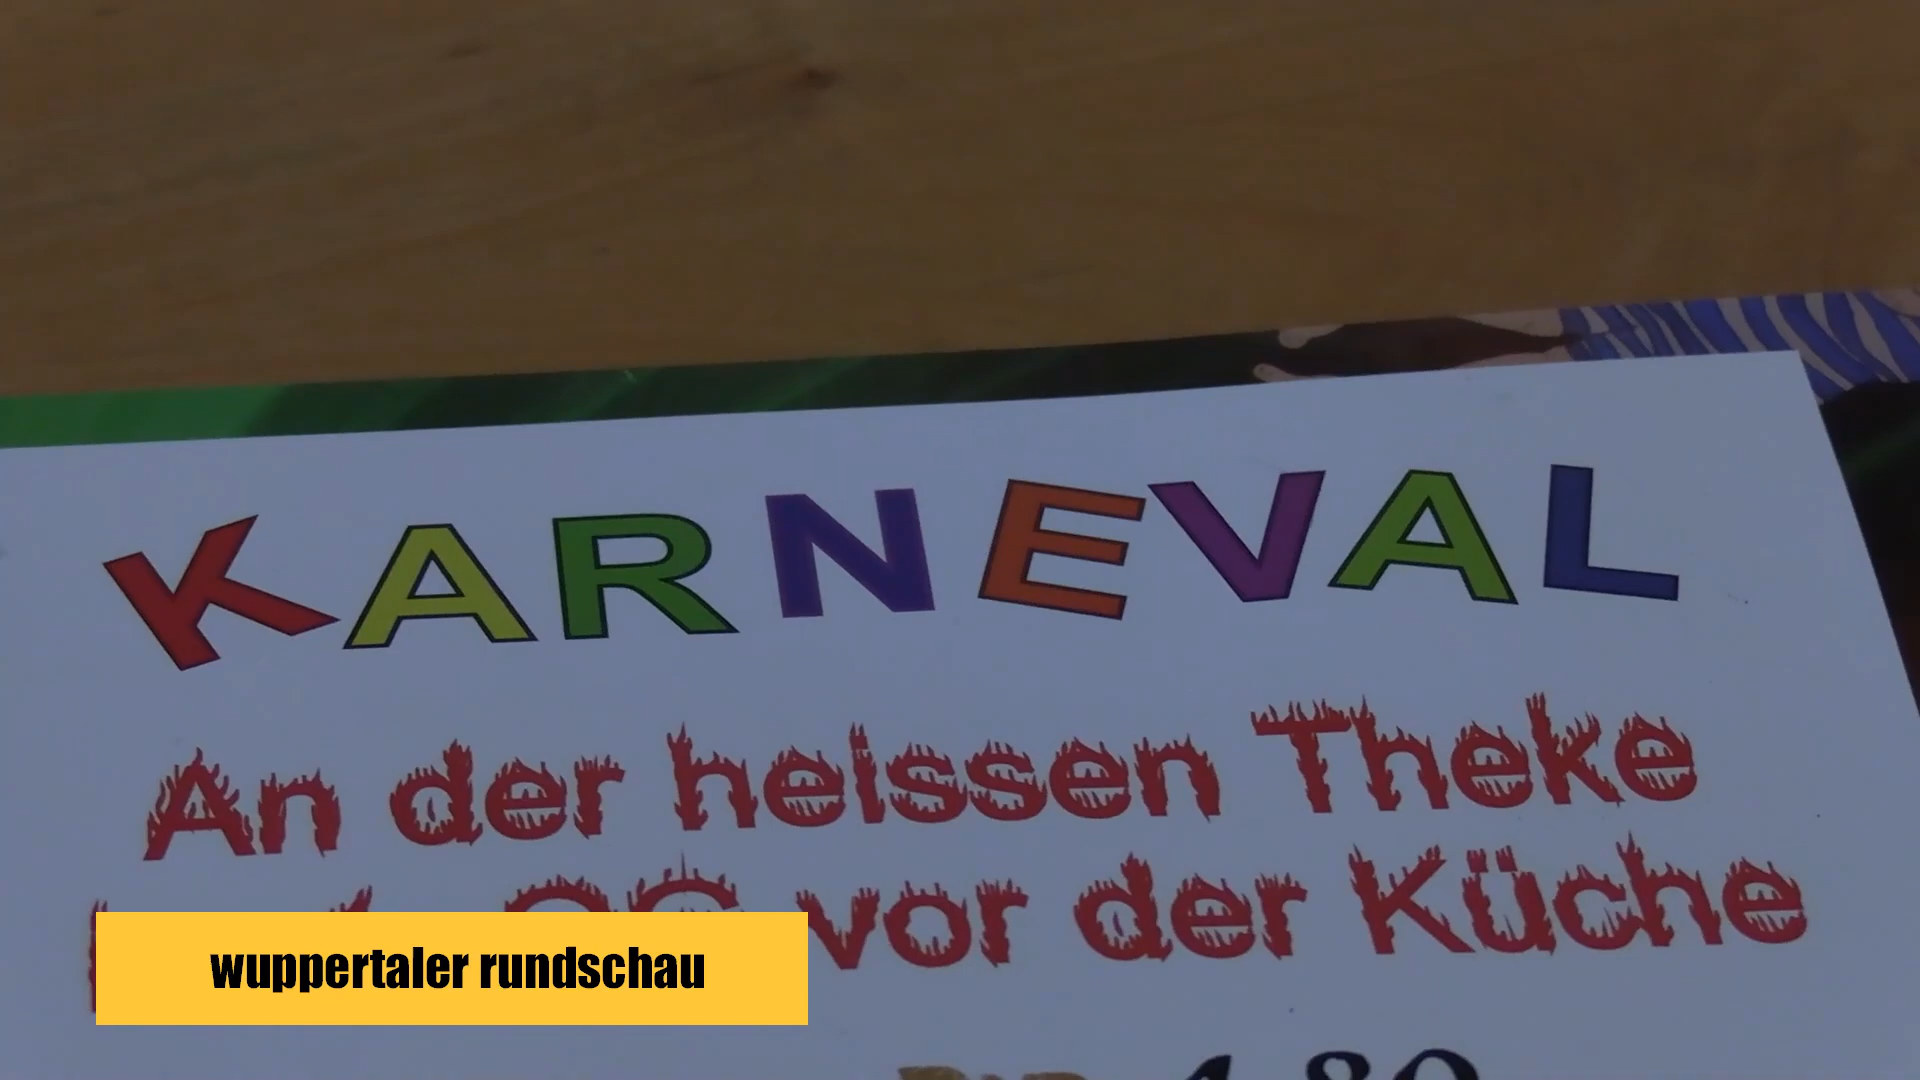 KARNEVAL
An der heissen Theke
vor der Küche
wuppertaler rundschau